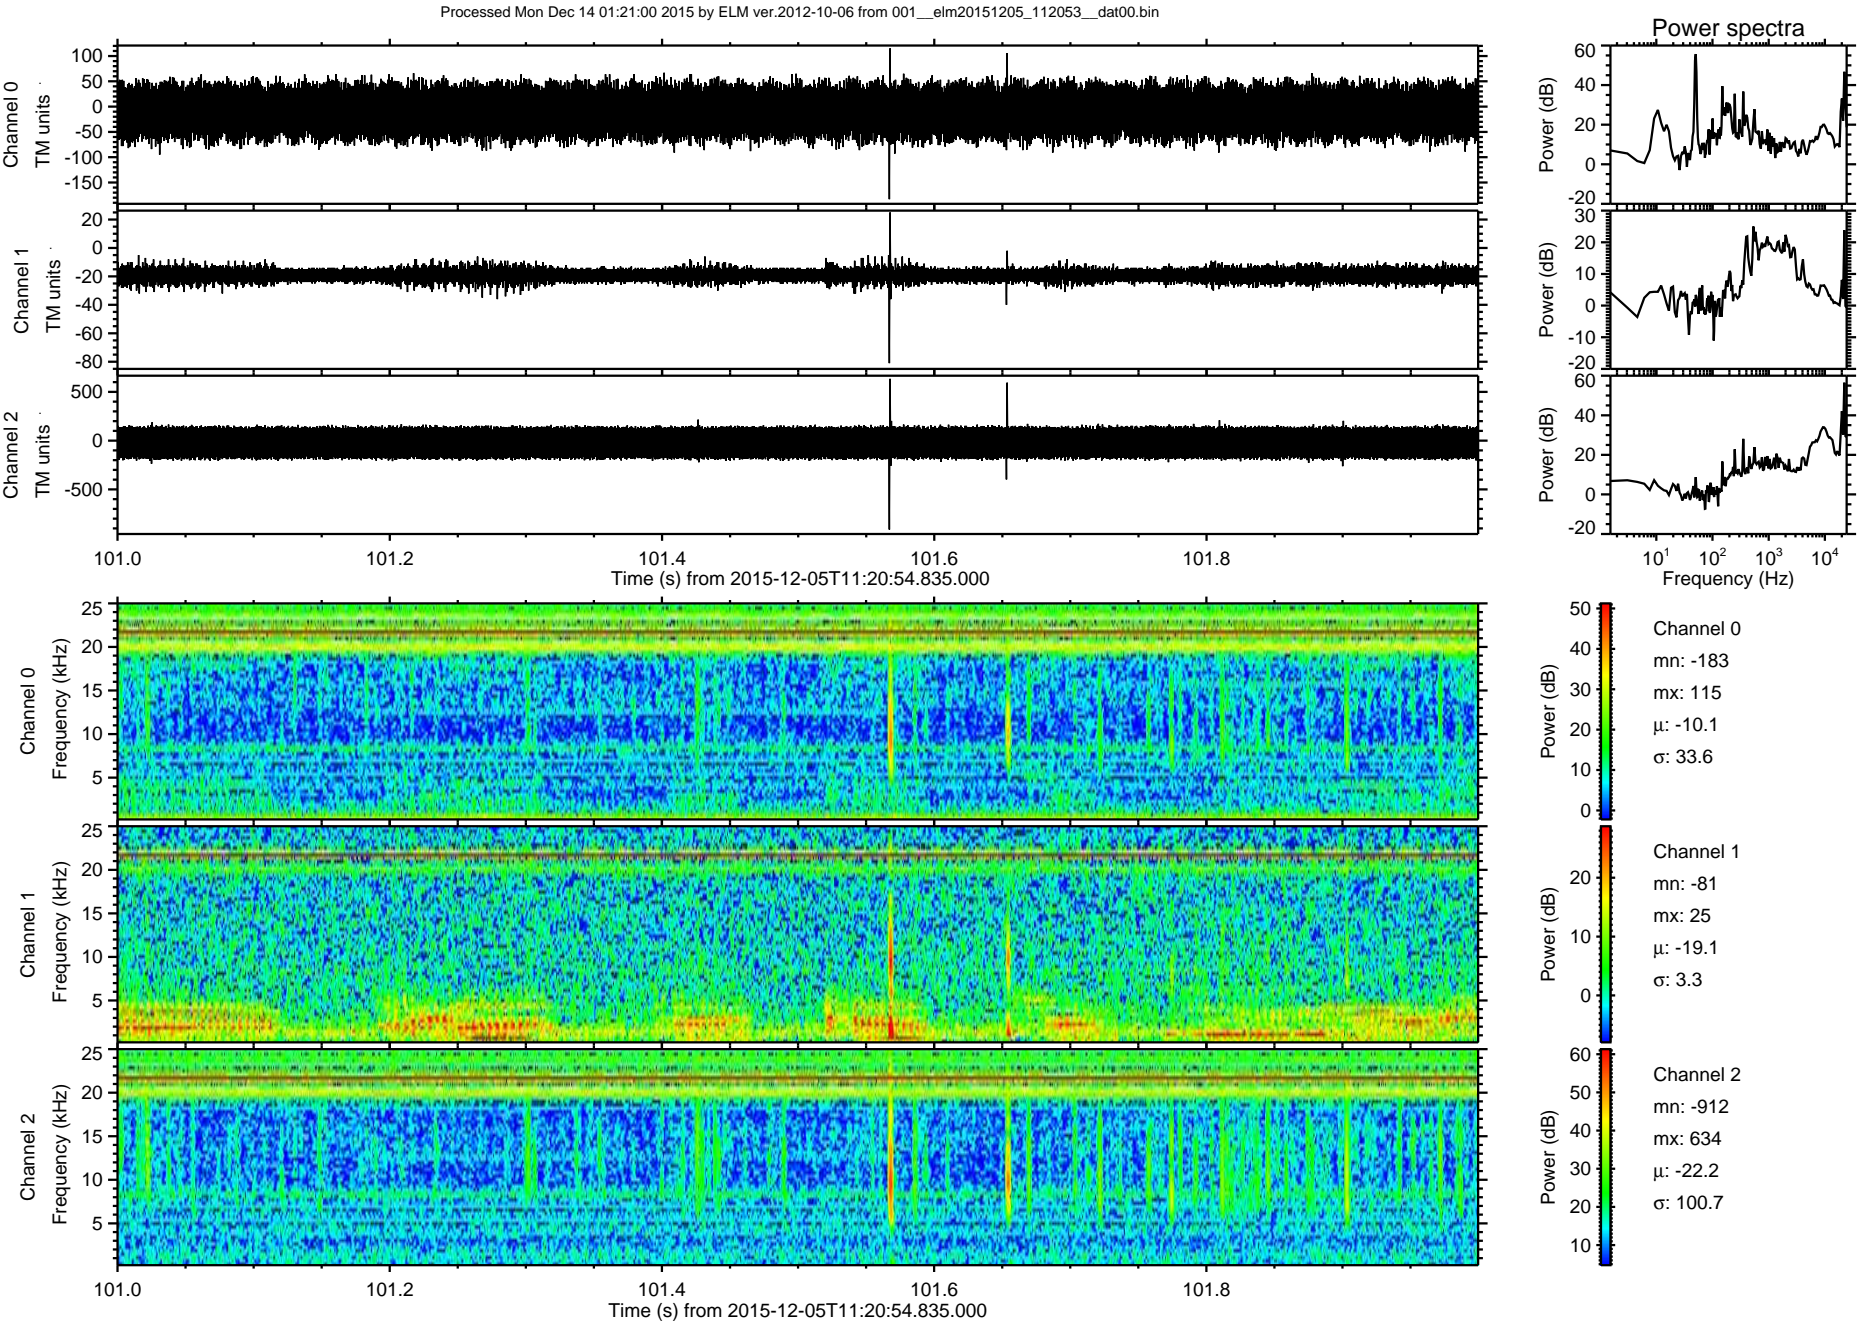 Processed Mon Dec 14 01:21:00 2015 by ELM ver.2012-10-06 from 001__elm20151205_112053__dat00.bin
Power spectra
Channel 0
TM units
100
50
0
-50
-100
-150
Power (dB)
60
40
20
0
-20
Channel 1
TM units
20
0
-20
-40
-60
-80
Power (dB)
30
20
10
0
-10
-20
Channel 2
TM units
500
0
-500
Power (dB)
60
40
20
0
-20
101.0 101.2 101.4 101.6 101.8
Time (s) from 2015-12-05T11:20:54.835.000
10¹ 10² 10³ 10⁴
Frequency (Hz)
Channel 0
Frequency (kHz)
25
20
15
10
5
Power (dB)
50
40
30
20
10
0
Channel 0
mn: -183
mx: 115
μ: -10.1
σ: 33.6
Channel 1
Frequency (kHz)
25
20
15
10
5
Power (dB)
20
10
0
Channel 1
mn: -81
mx: 25
μ: -19.1
σ: 3.3
Channel 2
Frequency (kHz)
25
20
15
10
5
Power (dB)
60
50
40
30
20
10
Channel 2
mn: -912
mx: 634
μ: -22.2
σ: 100.7
101.0 101.2 101.4 101.6 101.8
Time (s) from 2015-12-05T11:20:54.835.000